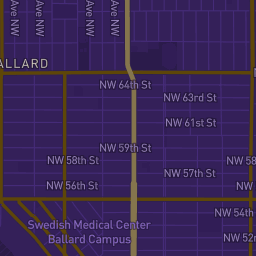 Ave NW
Ave NW
Ave NW
ALLARD
NW 64th St
NW 63rd St
NW 61st St
NW 59th St
NW 58th St
NW 58
NW 57th St
NW 56th St
NW
NW 54th
Swedish Medical Center
Ballard Campus
NW 52n